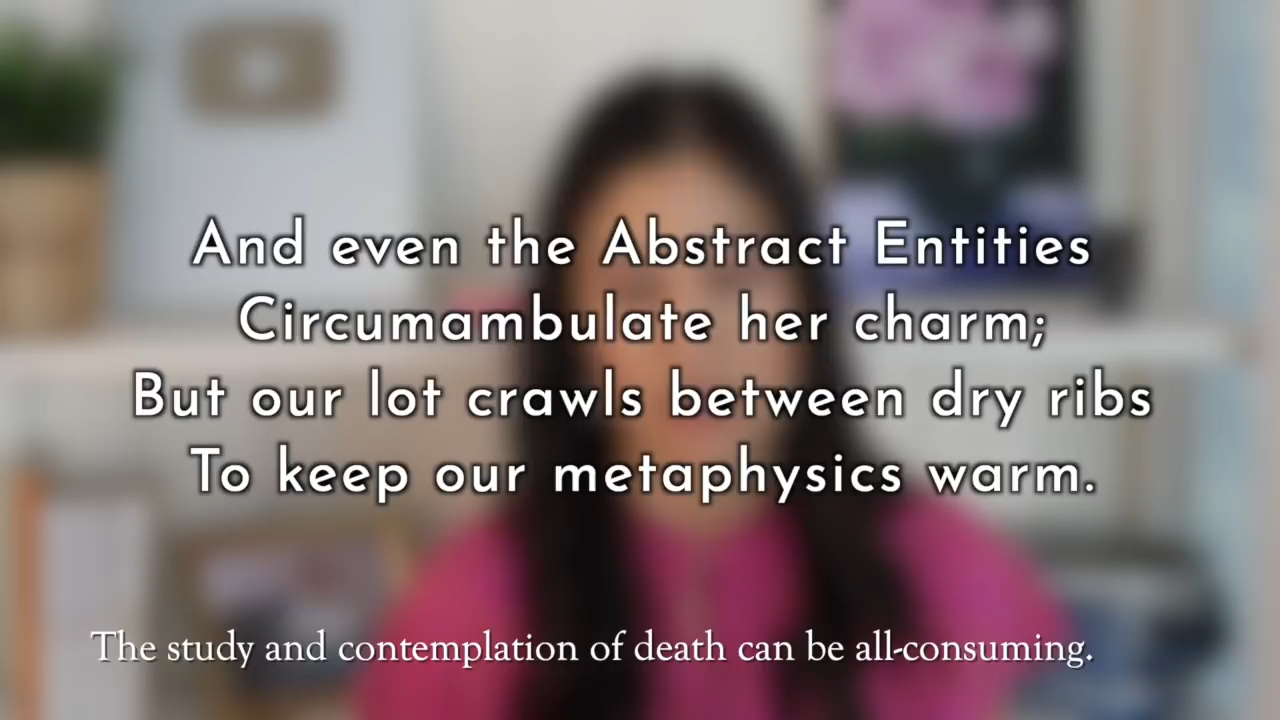 And even the Abstract Entities
Circumambulate her charm;
But our lot crawls between dry ribs
To keep our metaphysics warm.
The study and contemplation of death can be all-consuming.